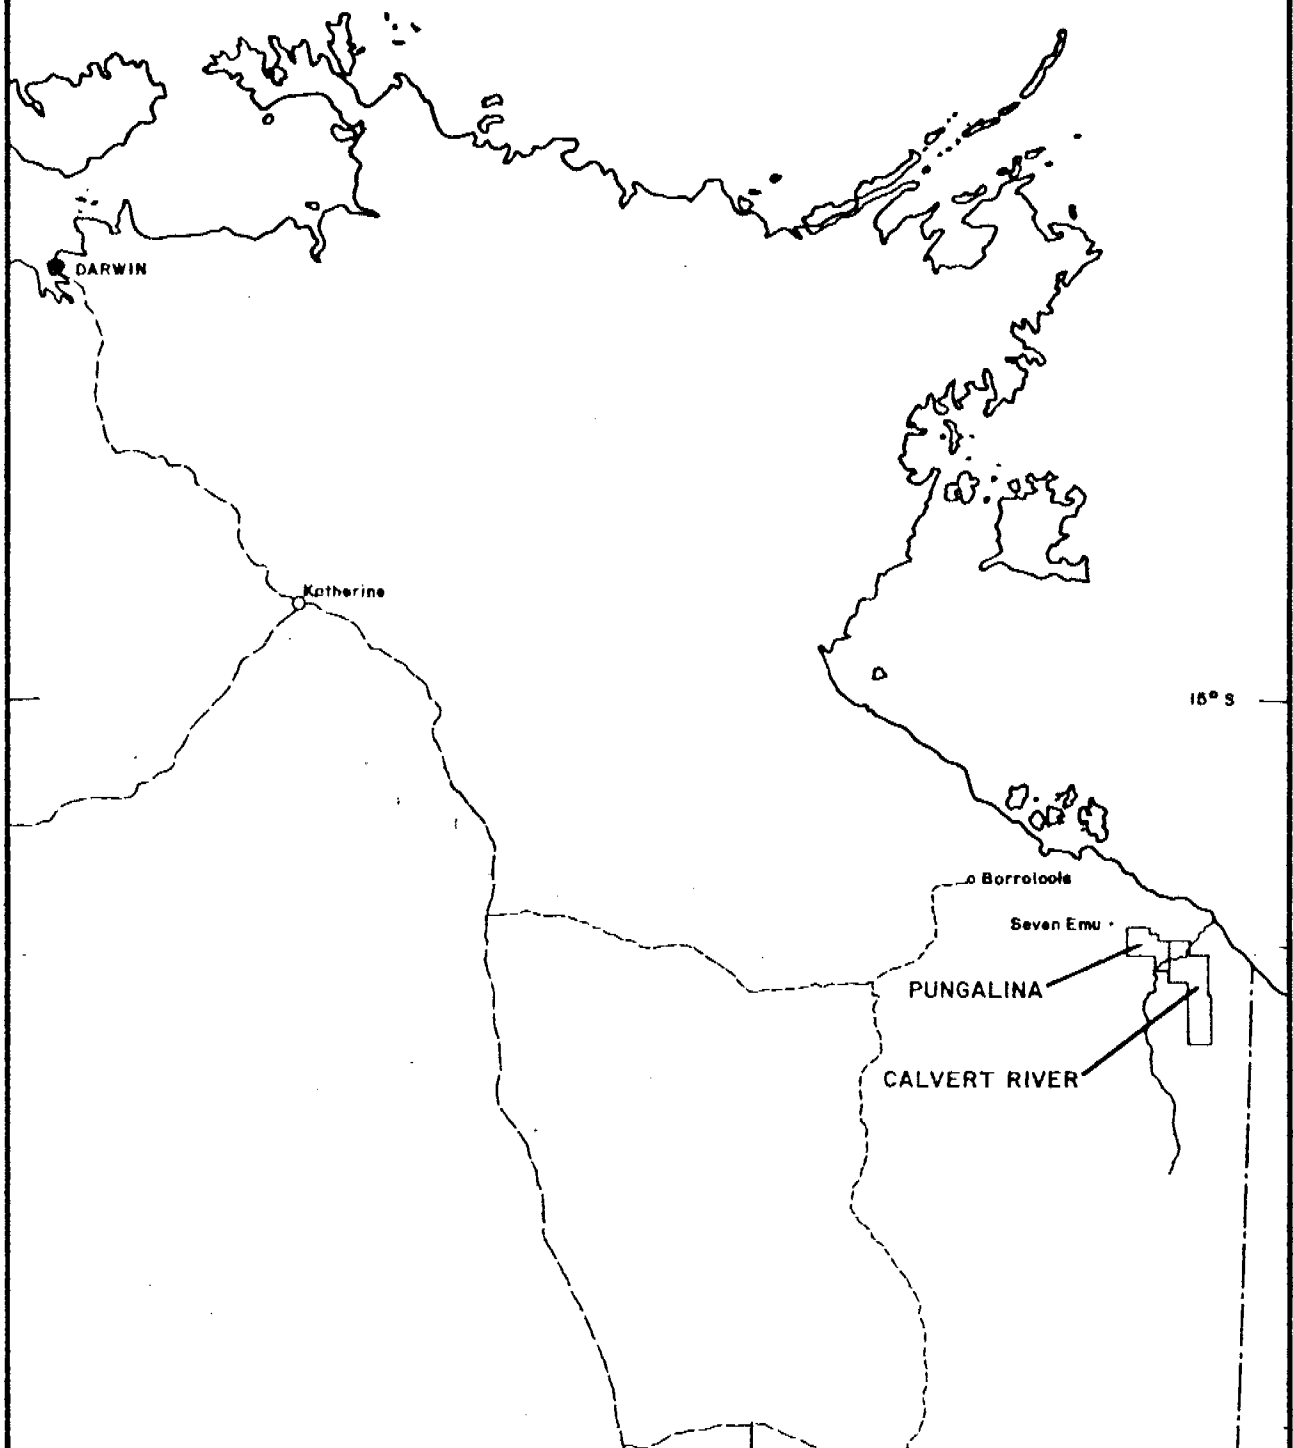 DARWIN
Katherine
15° S
Borroloola
Seven Emu
PUNGALINA
CALVERT RIVER